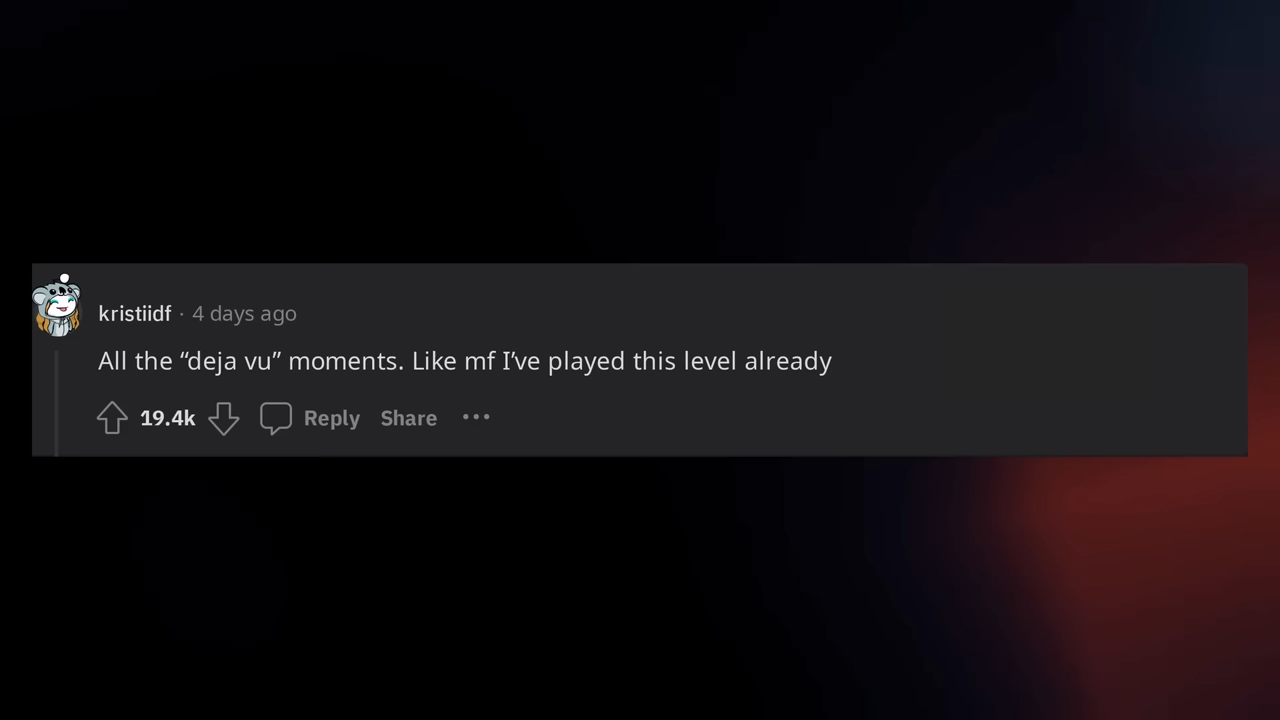 kristiidf · 4 days ago
All the “deja vu” moments. Like mf I’ve played this level already
19.4k Reply Share •••